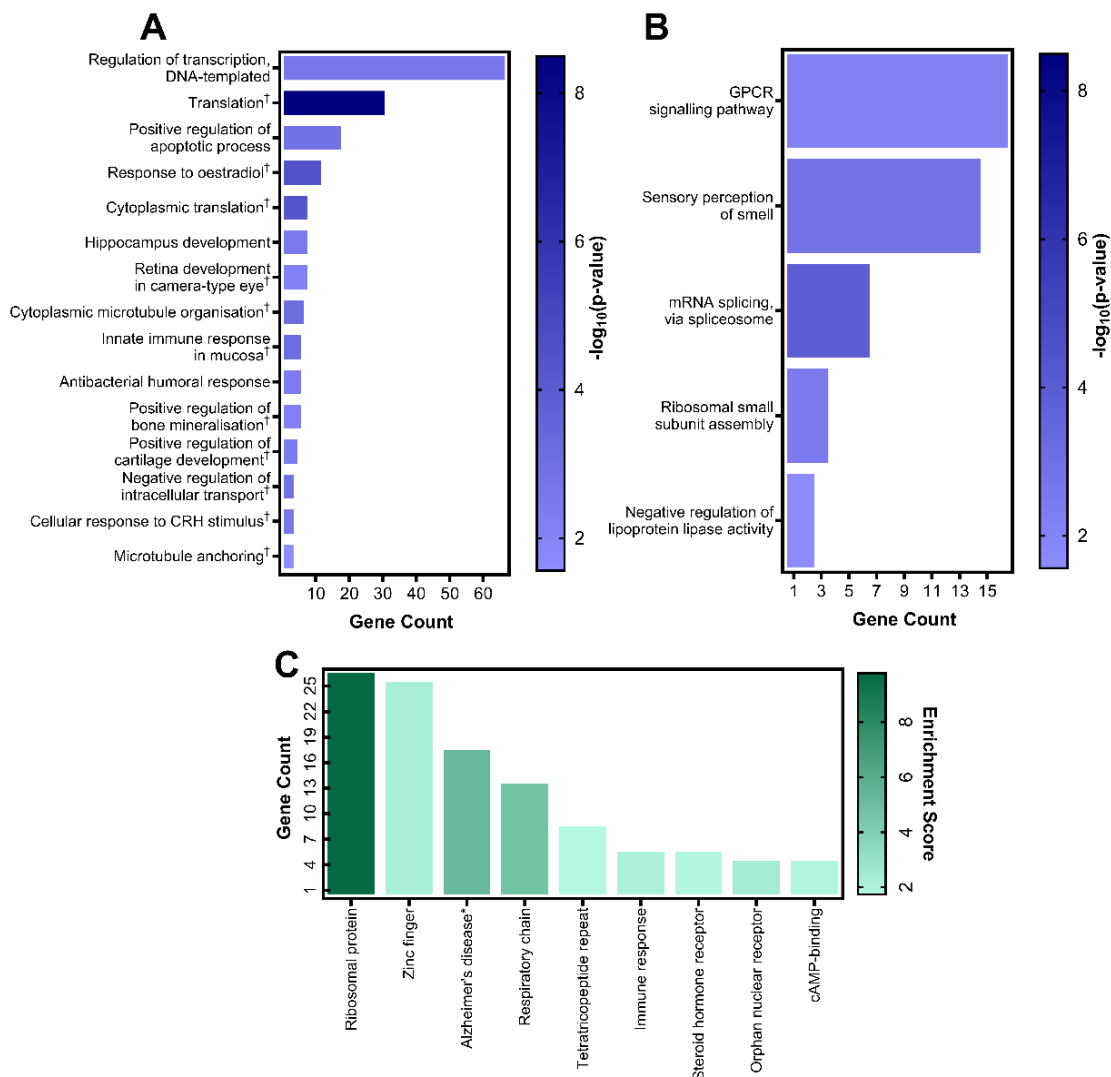 A
Regulation of transcription,
DNA-templated
Translation†
Positive regulation of
apoptotic process
Response to oestradiol†
Cytoplasmic translation†
Hippocampus development
Retina development
in camera-type eye†
Cytoplasmic microtubule organisation†
Innate immune response
in mucosa†
Antibacterial humoral response
Positive regulation of
bone mineralisation†
Positive regulation of
cartilage development†
Negative regulation of
intracellular transport†
Cellular response to CRH stimulus†
Microtubule anchoring†
10 20 30 40 50 60
Gene Count
8
6
4
2
-log10(p-value)
B
GPCR
signalling pathway
Sensory perception
of smell
mRNA splicing,
via spliceosome
Ribosomal small
subunit assembly
Negative regulation of
lipoprotein lipase activity
1 3 5 7 9 11 13 15
Gene Count
8
6
4
2
-log10(p-value)
C
Gene Count
25
22
19
16
13
10
7
4
1
Ribosomal protein
Zinc finger
Alzheimer's disease*
Respiratory chain
Tetratricopeptide repeat
Immune response
Steroid hormone receptor
Orphan nuclear receptor
cAMP-binding
8
6
4
2
Enrichment Score